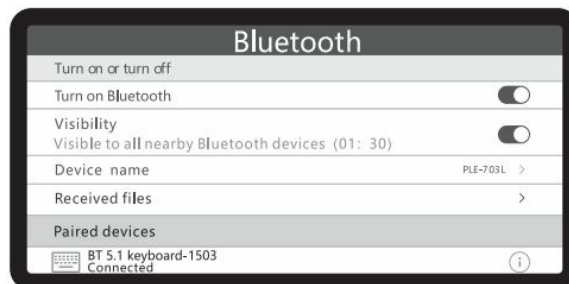 Bluetooth
Turn on or turn off
Turn on Bluetooth
Visibility
Visible to all nearby Bluetooth devices (01: 30)
Device name PLE-703L >
Received files >
Paired devices
BT 5.1 keyboard-1503
Connected